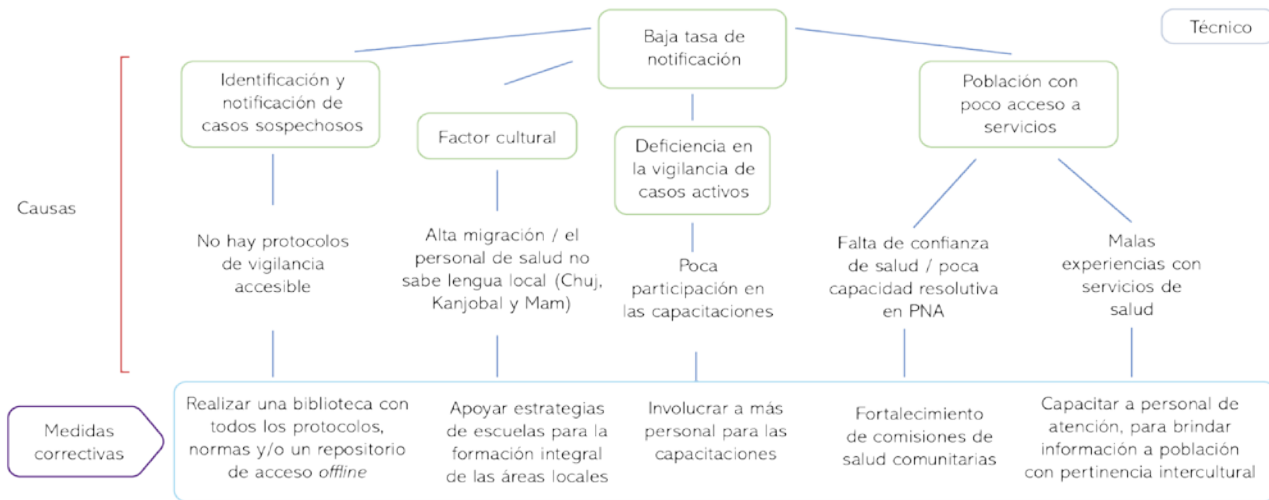 Baja tasa de
notificación
Técnico
Identificación y
notificación de
casos sospechosos
Factor cultural
Deficiencia en
la vigilancia de
casos activos
Población con
poco acceso a
servicios
Causas
No hay protocolos
de vigilancia
accesible
Alta migración / el
personal de salud no
sabe lengua local (Chuj,
Kanjobal y Mam)
Poca
participación en
las capacitaciones
Falta de confianza
de salud / poca
capacidad resolutiva
en PNA
Malas
experiencias con
servicios de
salud
Medidas
correctivas
Realizar una biblioteca con
todos los protocolos,
normas y/o un repositorio
de acceso offline
Apoyar estrategias
de escuelas para la
formación integral
de las áreas locales
Involucrar a más
personal para las
capacitaciones
Fortalecimiento
de comisiones de
salud comunitarias
Capacitar a personal de
atención, para brindar
información a población
con pertinencia intercultural